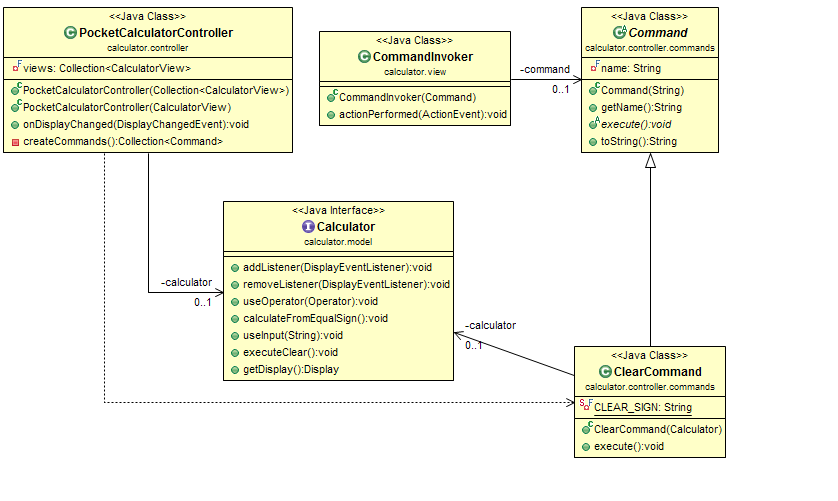 <<Java Class>>
PocketCalculatorController
calculator.controller
views: Collection<CalculatorView>
PocketCalculatorController(Collection<CalculatorView>)
PocketCalculatorController(CalculatorView)
onDisplayChanged(DisplayChangedEvent):void
createCommands():Collection<Command>
<<Java Class>>
CommandInvoker
calculator.view
CommandInvoker(Command)
actionPerformed(ActionEvent):void
-command
0..1
<<Java Class>>
Command
calculator.controller.commands
name: String
Command(String)
getName():String
execute():void
toString():String
<<Java Interface>>
Calculator
calculator.model
addListener(DisplayEventListener):void
removeListener(DisplayEventListener):void
useOperator(Operator):void
calculateFromEqualSign():void
useInput(String):void
executeClear():void
getDisplay():Display
-calculator
0..1
-calculator
0..1
<<Java Class>>
ClearCommand
calculator.controller.commands
CLEAR_SIGN: String
ClearCommand(Calculator)
execute():void